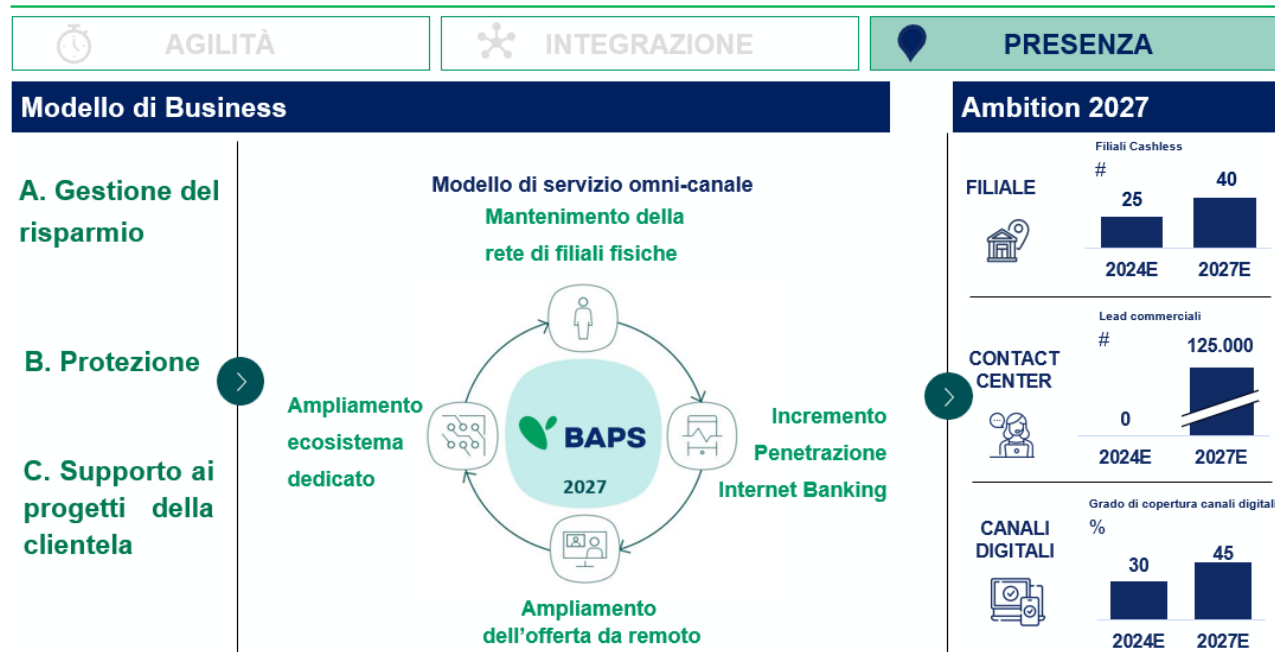 AGILITÀ
INTEGRAZIONE
PRESENZA
Modello di Business
A. Gestione del
risparmio
B. Protezione
C. Supporto ai
progetti della
clientela
Modello di servizio omni-canale
Mantenimento della
rete di filiali fisiche
Ampliamento
ecosistema
dedicato
BAPS
2027
Incremento
Penetrazione
Internet Banking
Ampliamento
dell’offerta da remoto
Ambition 2027
FILIALE
Filiali Cashless
#
25
40
2024E
2027E
CONTACT
CENTER
Lead commerciali
#
0
125.000
2024E
2027E
CANALI
DIGITALI
Grado di copertura canali digitali
%
30
45
2024E
2027E